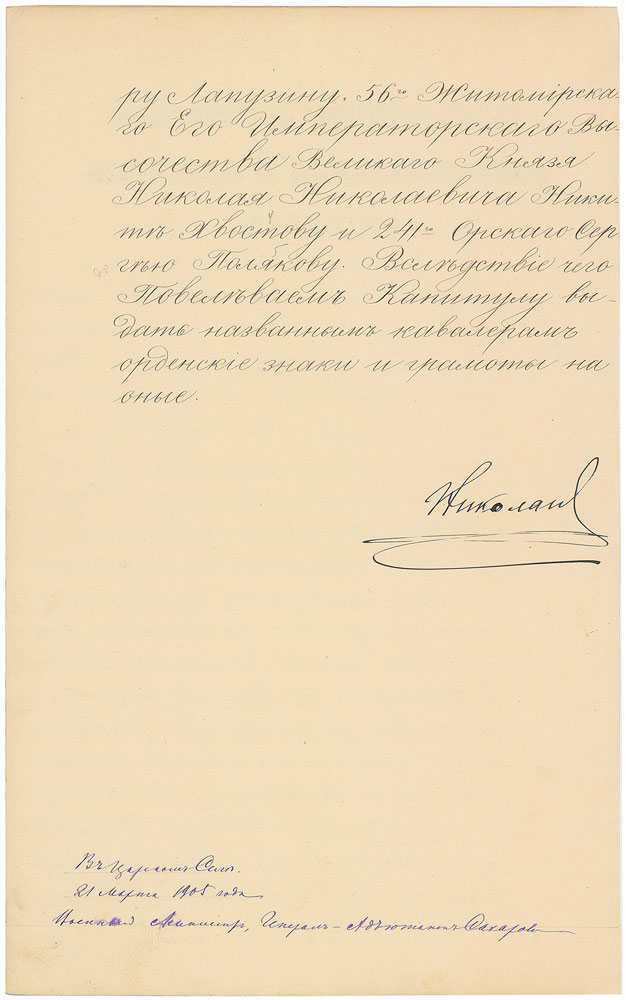 ру Лапузину. 56го Житомірска-
го Его Императорскаго Вы-
сочества Великаго Князя
Николая Николаевича Ники-
тѣ Хвостову и 241го Орскаго Сер
гѣю Полякову. Вслѣдствіе чего
Повелѣваемъ Капитулу вы-
дать названнымъ кавалерамъ
орденскіе знаки и грамоты на
оные.
Николай
Въ Царскомъ Селѣ.
21 Марта 1905 года
Военный Министръ, Генералъ-Адъютантъ Сахаровъ